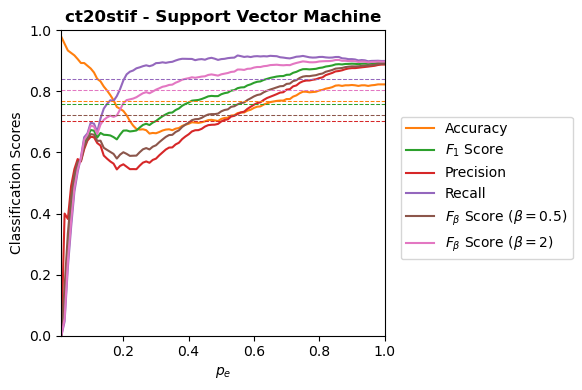 ct20stif - Support Vector Machine
Classification Scores
1.0
0.8
0.6
0.4
0.2
0.0
0.2 0.4 0.6 0.8 1.0
pₑ
Accuracy
F₁ Score
Precision
Recall
Fᵦ Score (β = 0.5)
Fᵦ Score (β = 2)